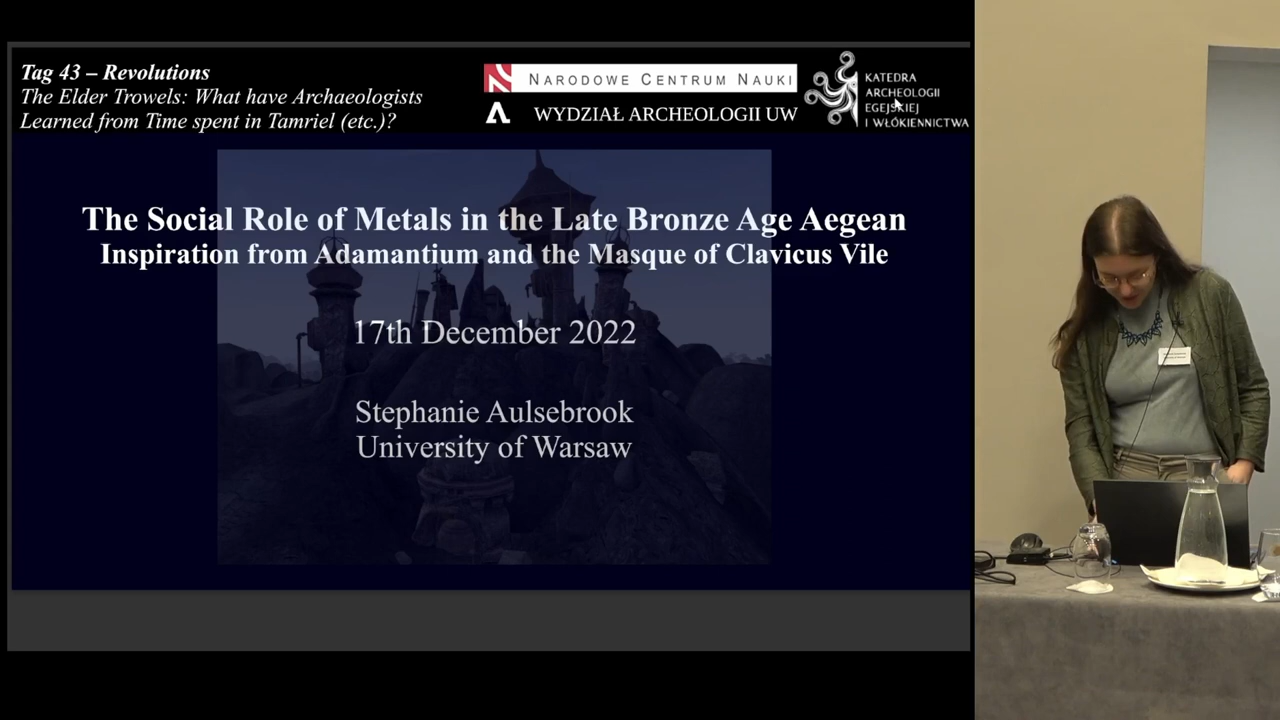 Tag 43 – Revolutions
The Elder Trowels: What have Archaeologists
Learned from Time spent in Tamriel (etc.)?
NARODOWE CENTRUM NAUKI
WYDZIAŁ ARCHEOLOGII UW
KATEDRA
ARCHEOLOGII
EGEJSKIEJ
I WŁÓKIENNICTWA
The Social Role of Metals in the Late Bronze Age Aegean
Inspiration from Adamantium and the Masque of Clavicus Vile
17th December 2022
Stephanie Aulsebrook
University of Warsaw